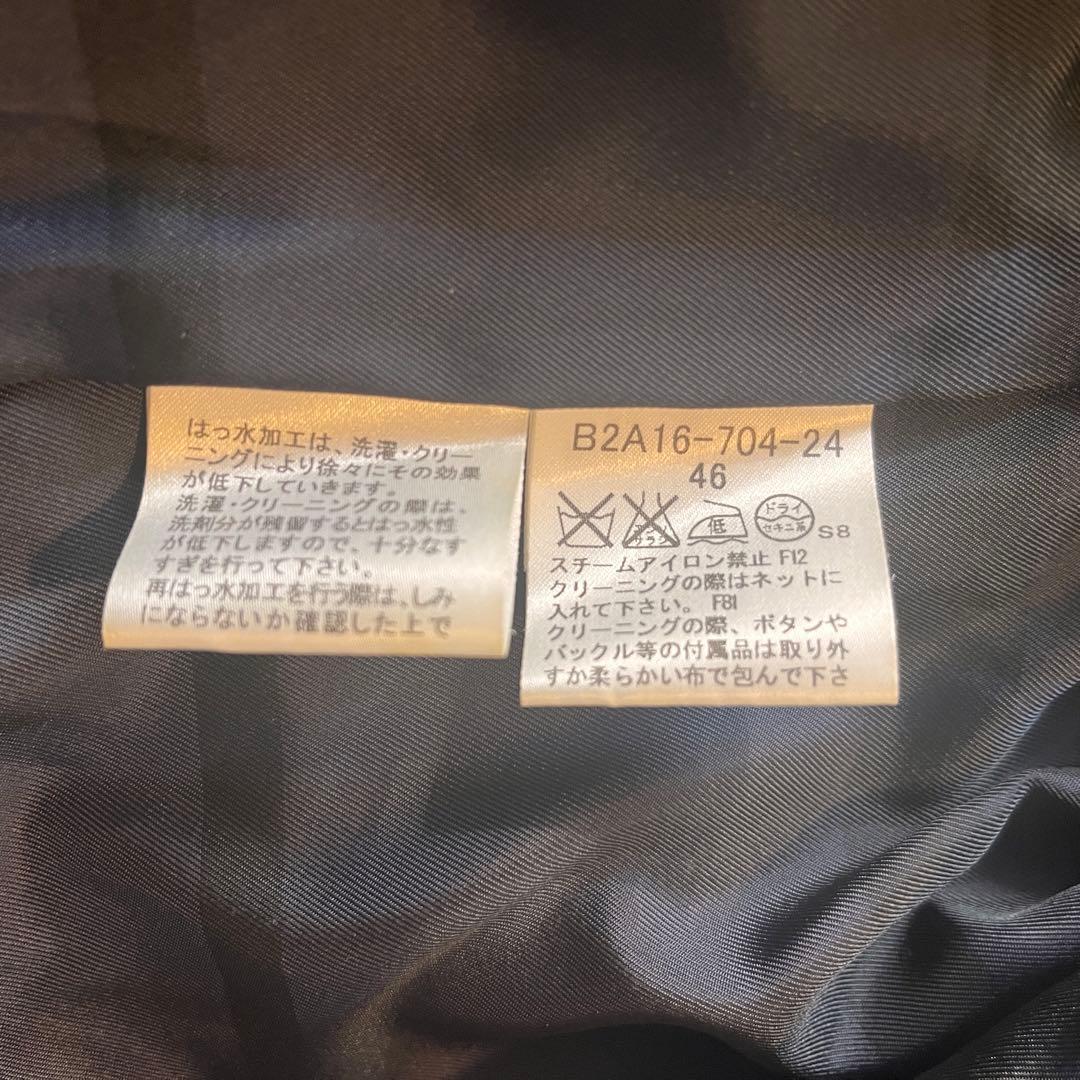 はっ水加工は、洗濯・クリー
ニングにより徐々にその効果
が低下していきます。
洗濯・クリーニングの際は、
洗剤分が残留するとはっ水性
が低下しますので、十分なす
すぎを行って下さい。
再はっ水加工を行う際は、しみ
にならないか確認した上で
B2A16-704-24
46
エンソ
サラシ
低
ドライ
セキユ系
S8
スチームアイロン禁止 F12
クリーニングの際はネットに
入れて下さい。 F81
クリーニングの際、ボタンや
バックル等の付属品は取り外
すか柔らかい布で包んで下さ